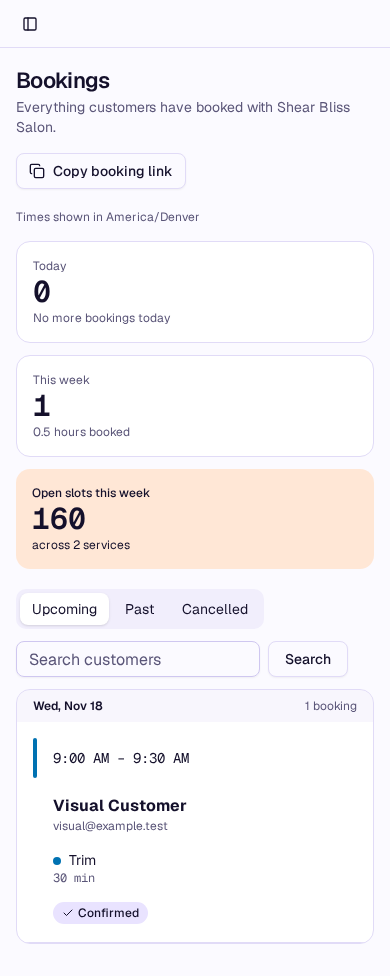 Bookings
Everything customers have booked with Shear Bliss
Salon.
Copy booking link
Times shown in America/Denver
Today
0
No more bookings today
This week
1
0.5 hours booked
Open slots this week
160
across 2 services
Upcoming Past Cancelled
Search customers Search
Wed, Nov 18 1 booking
9:00 AM – 9:30 AM
Visual Customer
visual@example.test
Trim
30 min
Confirmed